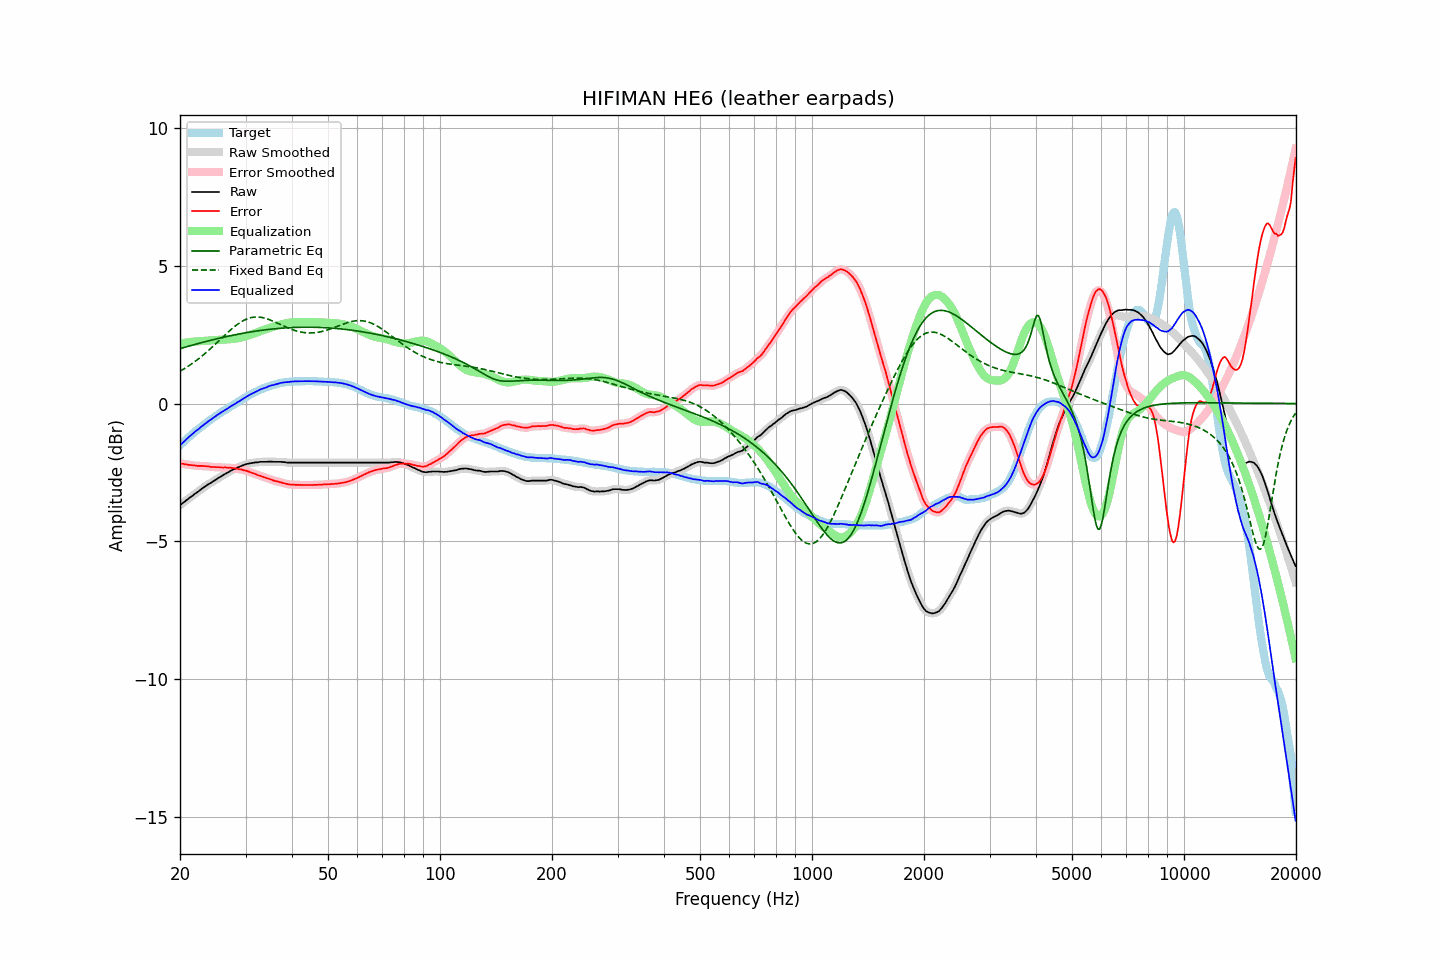 HIFIMAN HE6 (leather earpads)
Target
Raw Smoothed
Error Smoothed
Raw
Error
Equalization
Parametric Eq
Fixed Band Eq
Equalized
Amplitude (dBr)
10
5
0
−5
−10
−15
20 50 100 200 500 1000 2000 5000 10000 20000
Frequency (Hz)